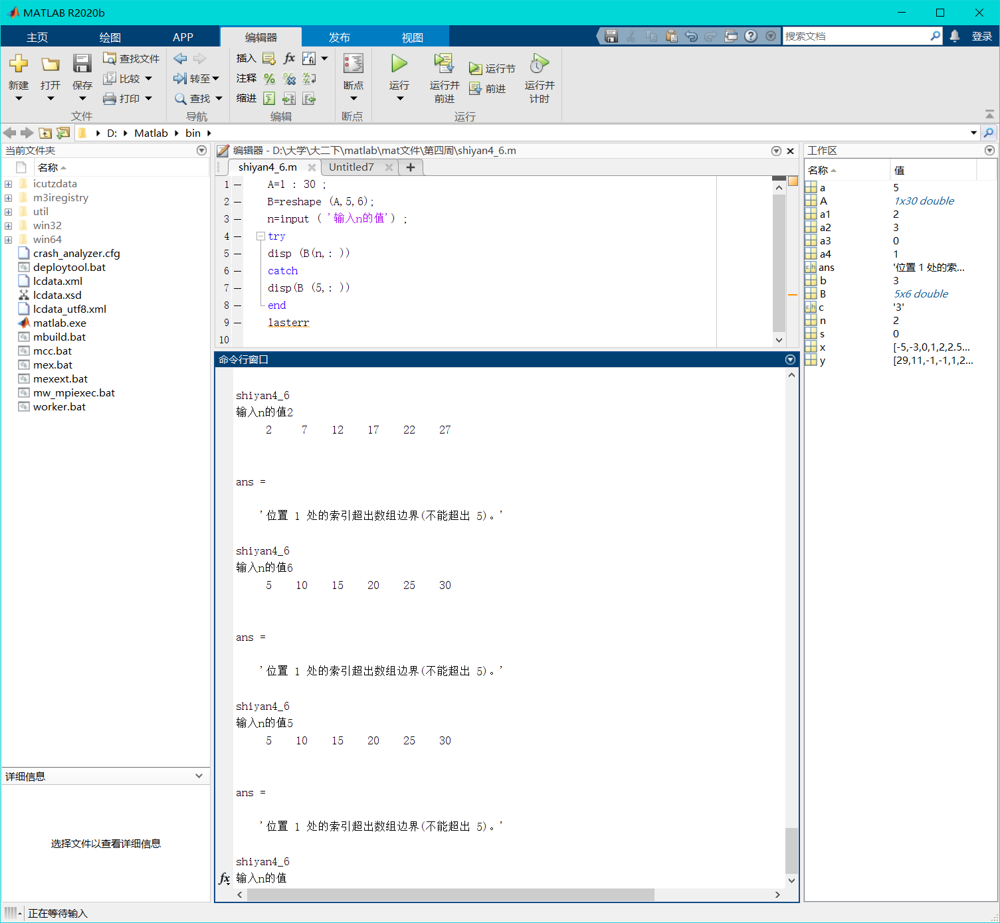 MATLAB R2020b
主页 绘图 APP 编辑器 发布 视图 搜索文档 登录
新建 打开 保存 查找文件 比较 打印 文件
转至 查找 导航
插入 fx fi
注释
缩进
编辑
断点 断点
运行 运行并前进 运行节 前进 运行并计时 运行
D: Matlab bin
当前文件夹
名称
icutzdata
m3iregistry
util
win32
win64
crash_analyzer.cfg
deploytool.bat
lcdata.xml
lcdata.xsd
lcdata_utf8.xml
matlab.exe
mbuild.bat
mcc.bat
mex.bat
mexext.bat
mw_mpiexec.bat
worker.bat
详细信息
选择文件以查看详细信息
编辑器 - D:\大学\大二下\matlab\mat文件\第四周\shiyan4_6.m
shiyan4_6.m Untitled7 +
1 — A=1 : 30 ;
2 — B=reshape (A,5,6);
3 — n=input ( '输入n的值') ;
4 — try
5 — disp (B(n,: ))
6 — catch
7 — disp(B (5,: ))
8 — end
9 — lasterr
10
命令行窗口
shiyan4_6
输入n的值2
2 7 12 17 22 27
ans =
'位置 1 处的索引超出数组边界(不能超出 5)。'
shiyan4_6
输入n的值6
5 10 15 20 25 30
ans =
'位置 1 处的索引超出数组边界(不能超出 5)。'
shiyan4_6
输入n的值5
5 10 15 20 25 30
ans =
'位置 1 处的索引超出数组边界(不能超出 5)。'
shiyan4_6
fx 输入n的值
工作区
名称 值
a 5
A 1x30 double
a1 2
a2 3
a3 0
a4 1
ans '位置 1 处的索...
b 3
B 5x6 double
c '3'
n 2
s 0
x [-5,-3,0,1,2,2.5...
y [29,11,-1,-1,1,2...
正在等待输入